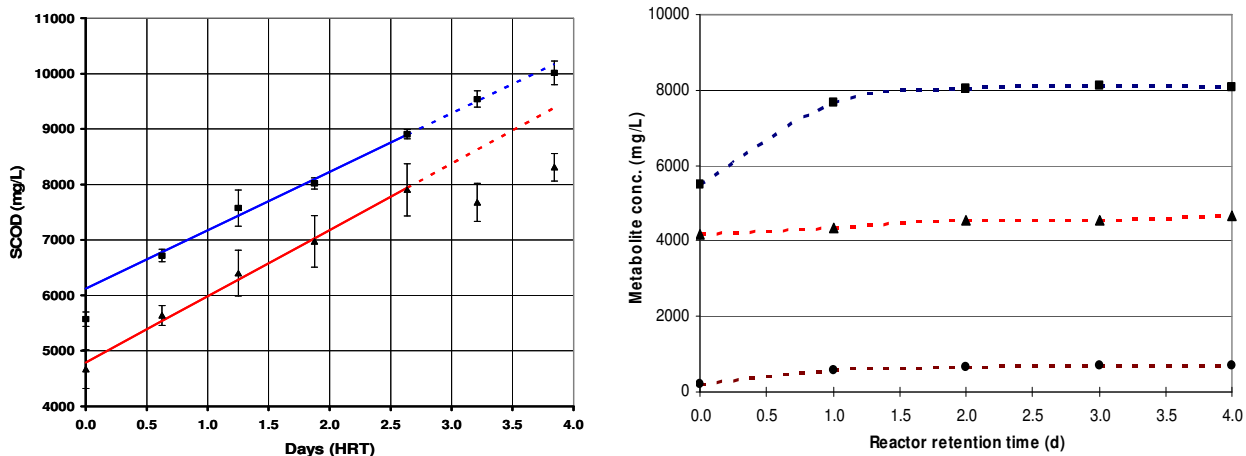 11000
10000
9000
8000
7000
6000
5000
4000
SCOD (mg/L)
0.0 0.5 1.0 1.5 2.0 2.5 3.0 3.5 4.0
Days (HRT)
10000
8000
6000
4000
2000
0
Metabolite conc. (mg/L)
0.0 0.5 1.0 1.5 2.0 2.5 3.0 3.5 4.0
Reactor retention time (d)